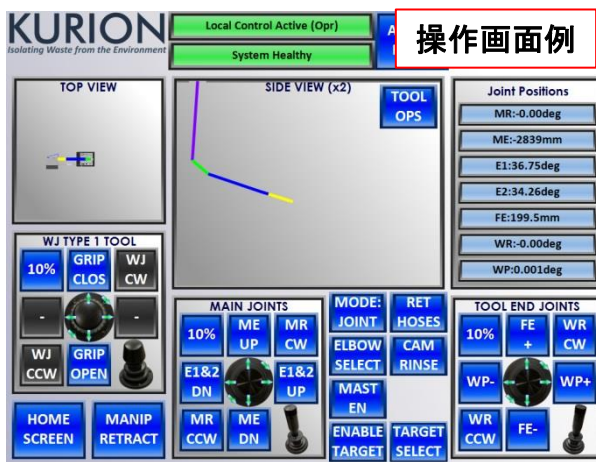 KURION
Isolating Waste from the Environment
Local Control Active (Opr)
System Healthy
操作画面例
TOP VIEW
SIDE VIEW (x2)
TOOL
OPS
Joint Positions
MR:-0.00deg
ME:-2839mm
E1:36.75deg
E2:34.26deg
FE:199.5mm
WR:-0.00deg
WP:0.001deg
WJ TYPE 1 TOOL
10%
GRIP
CLOS
WJ
CW
-
-
WJ
CCW
GRIP
OPEN
HOME
SCREEN
MANIP
RETRACT
MAIN JOINTS
10%
ME
UP
MR
CW
E1&2
DN
E1&2
UP
MR
CCW
ME
DN
MODE:
JOINT
RET
HOSES
ELBOW
SELECT
CAM
RINSE
MAST
EN
ENABLE
TARGET
TARGET
SELECT
TOOL END JOINTS
10%
FE
+
WR
CW
WP-
WP+
WR
CCW
FE-